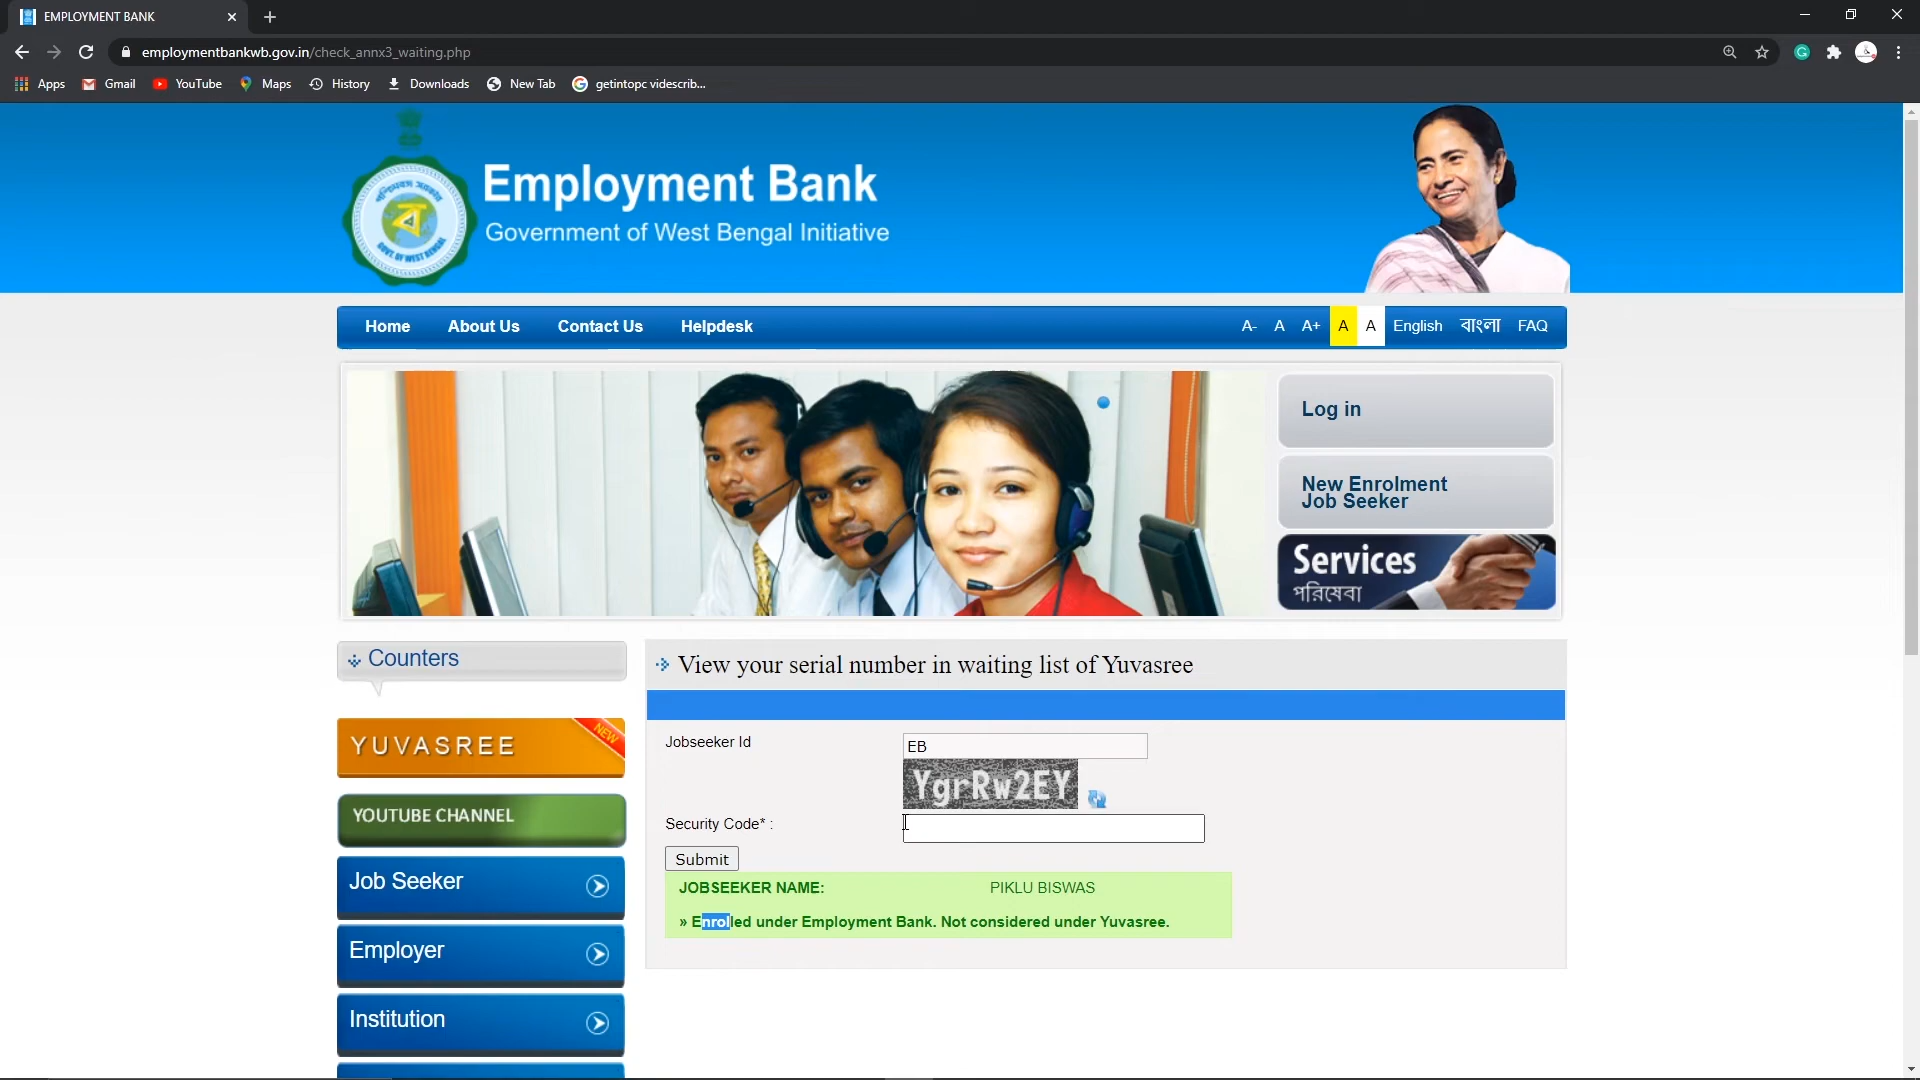 EMPLOYMENT BANK
employmentbankwb.gov.in/check_annx3_waiting.php
Apps Gmail YouTube Maps History Downloads New Tab getintopc videscrib...
Employment Bank
Government of West Bengal Initiative
GOVT. OF WEST BENGAL
Home About Us Contact Us Helpdesk A- A A+ A A English বাংলা FAQ
Log in
New Enrolment
Job Seeker
Services
পরিষেবা
Counters
YUVASREE NEW
YOUTUBE CHANNEL
Job Seeker
Employer
Institution
View your serial number in waiting list of Yuvasree
Jobseeker Id EB
YgrRw2EY
Security Code* :
Submit
JOBSEEKER NAME: PIKLU BISWAS
» Enrolled under Employment Bank. Not considered under Yuvasree.